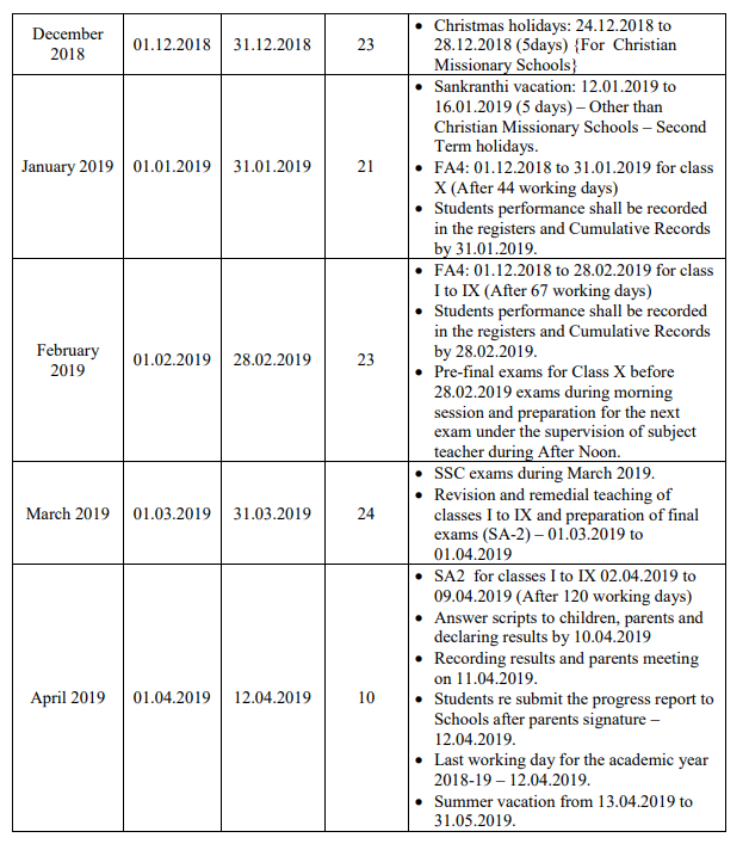 December
2018
01.12.2018
31.12.2018
23
• Christmas holidays: 24.12.2018 to
28.12.2018 (5days) {For Christian
Missionary Schools}
January 2019
01.01.2019
31.01.2019
21
• Sankranthi vacation: 12.01.2019 to
16.01.2019 (5 days) – Other than
Christian Missionary Schools – Second
Term holidays.
• FA4: 01.12.2018 to 31.01.2019 for class
X (After 44 working days)
• Students performance shall be recorded
in the registers and Cumulative Records
by 31.01.2019.
February
2019
01.02.2019
28.02.2019
23
• FA4: 01.12.2018 to 28.02.2019 for class
I to IX (After 67 working days)
• Students performance shall be recorded
in the registers and Cumulative Records
by 28.02.2019.
• Pre-final exams for Class X before
28.02.2019 exams during morning
session and preparation for the next
exam under the supervision of subject
teacher during After Noon.
March 2019
01.03.2019
31.03.2019
24
• SSC exams during March 2019.
• Revision and remedial teaching of
classes I to IX and preparation of final
exams (SA-2) – 01.03.2019 to
01.04.2019
April 2019
01.04.2019
12.04.2019
10
• SA2 for classes I to IX 02.04.2019 to
09.04.2019 (After 120 working days)
• Answer scripts to children, parents and
declaring results by 10.04.2019
• Recording results and parents meeting
on 11.04.2019.
• Students re submit the progress report to
Schools after parents signature –
12.04.2019.
• Last working day for the academic year
2018-19 – 12.04.2019.
• Summer vacation from 13.04.2019 to
31.05.2019.